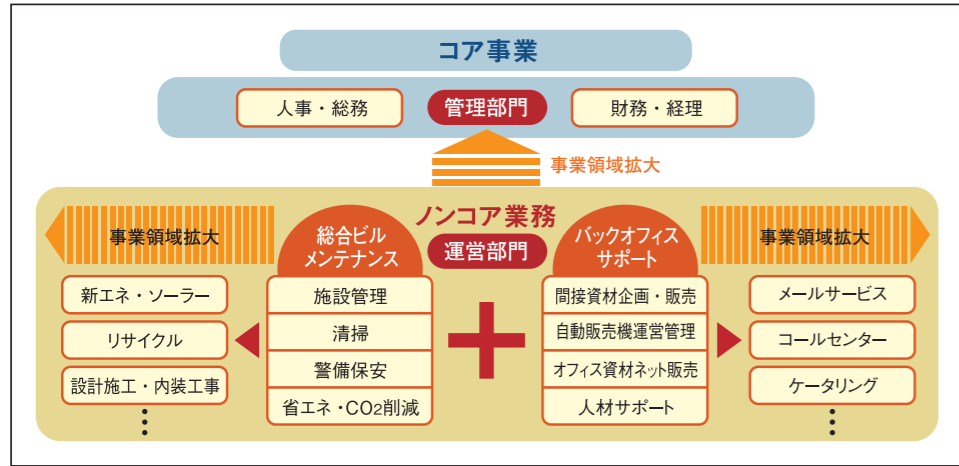 コア事業
人事・総務
管理部門
財務・経理
事業領域拡大
ノンコア業務
運営部門
事業領域拡大
総合ビル
メンテナンス
バックオフィス
サポート
事業領域拡大
新エネ・ソーラー
リサイクル
設計施工・内装工事
施設管理
清掃
警備保安
省エネ・CO2削減
間接資材企画・販売
自動販売機運営管理
オフィス資材ネット販売
人材サポート
メールサービス
コールセンター
ケータリング